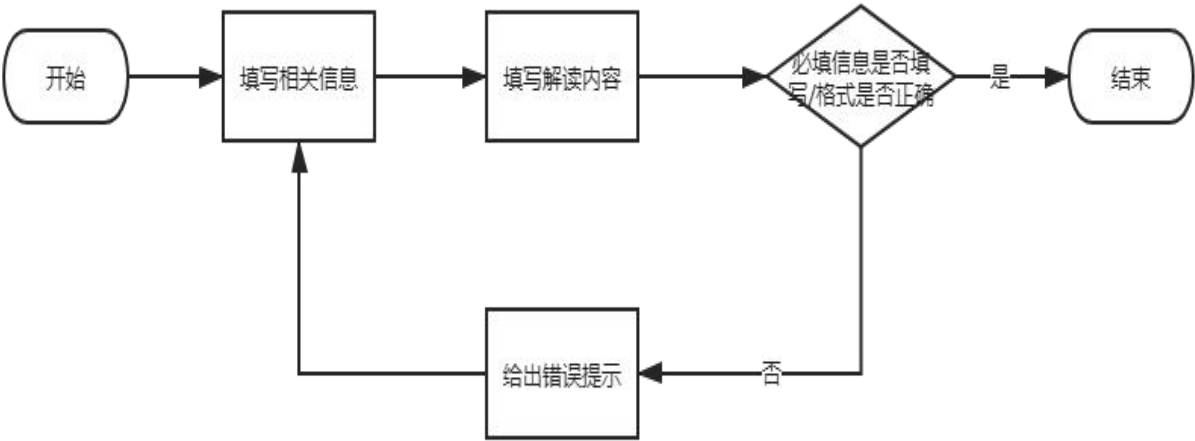 开始
填写相关信息
填写解读内容
必填信息是否填
写/格式是否正确
是
结束
给出错误提示
否